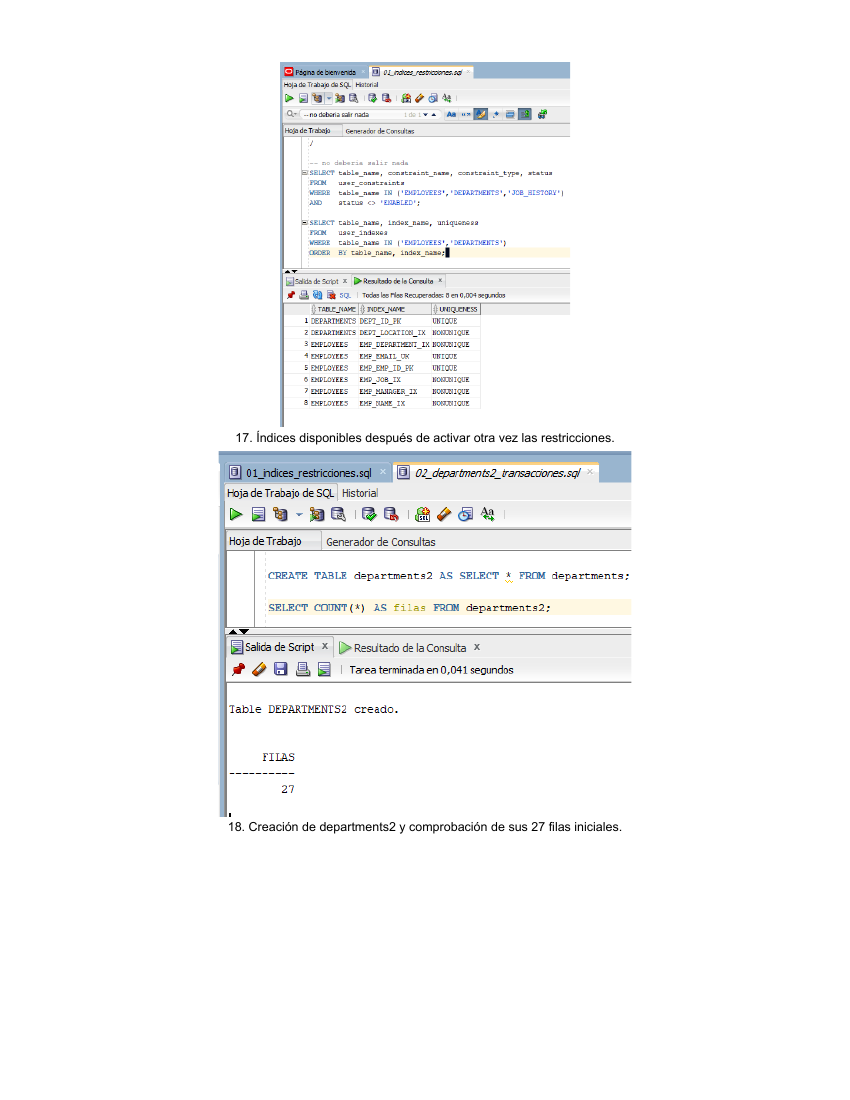 Página de bienvenida × 01_indices_restricciones.sql ×
Hoja de Trabajo de SQL Historial
-- no deberia salir nada 1 de 1
Hoja de Trabajo Generador de Consultas
/
-- no deberia salir nada
SELECT table_name, constraint_name, constraint_type, status
FROM user_constraints
WHERE table_name IN ('EMPLOYEES','DEPARTMENTS','JOB_HISTORY')
AND status <> 'ENABLED';
SELECT table_name, index_name, uniqueness
FROM user_indexes
WHERE table_name IN ('EMPLOYEES','DEPARTMENTS')
ORDER BY table_name, index_name;
Salida de Script x Resultado de la Consulta x
SQL | Todas las Filas Recuperadas: 8 en 0,004 segundos
TABLE_NAME INDEX_NAME UNIQUENESS
1 DEPARTMENTS DEPT_ID_PK UNIQUE
2 DEPARTMENTS DEPT_LOCATION_IX NONUNIQUE
3 EMPLOYEES EMP_DEPARTMENT_IX NONUNIQUE
4 EMPLOYEES EMP_EMAIL_UK UNIQUE
5 EMPLOYEES EMP_EMP_ID_PK UNIQUE
6 EMPLOYEES EMP_JOB_IX NONUNIQUE
7 EMPLOYEES EMP_MANAGER_IX NONUNIQUE
8 EMPLOYEES EMP_NAME_IX NONUNIQUE
17. Índices disponibles después de activar otra vez las restricciones.
01_indices_restricciones.sql × 02_departments2_transacciones.sql ×
Hoja de Trabajo de SQL Historial
Hoja de Trabajo Generador de Consultas
CREATE TABLE departments2 AS SELECT * FROM departments;
SELECT COUNT(*) AS filas FROM departments2;
Salida de Script x Resultado de la Consulta x
Tarea terminada en 0,041 segundos
Table DEPARTMENTS2 creado.
FILAS
----------
27
18. Creación de departments2 y comprobación de sus 27 filas iniciales.